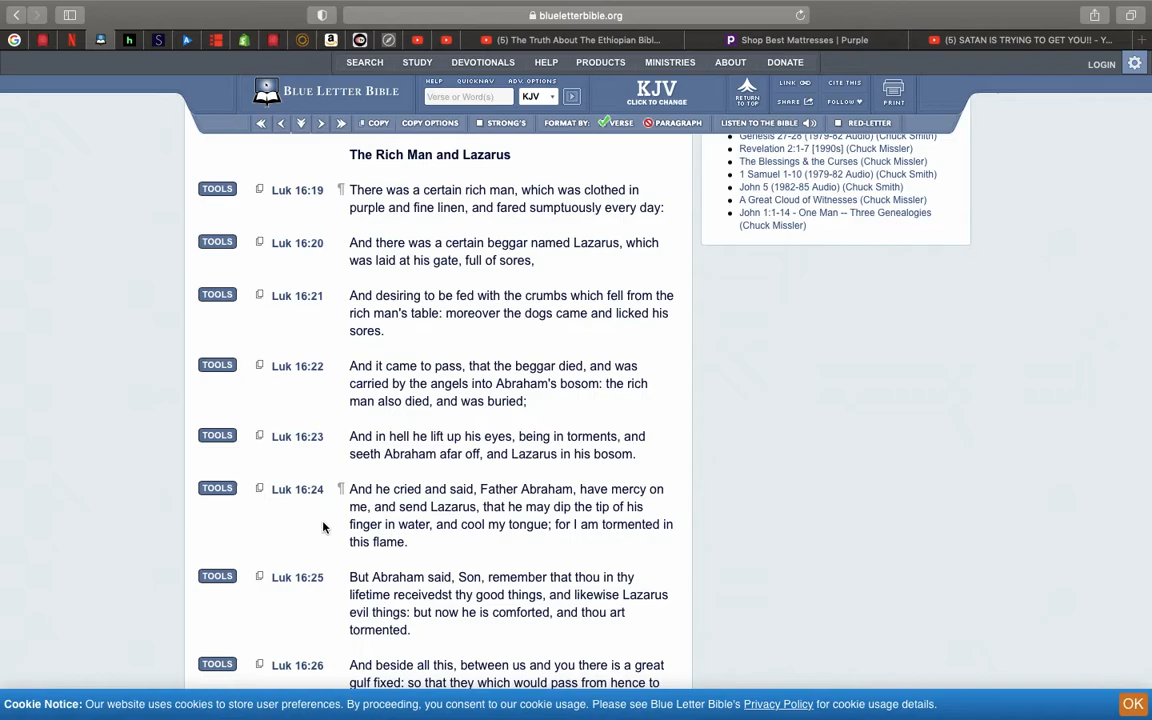 blueletterbible.org
(5) The Truth About The Ethiopian Bibl...
Shop Best Mattresses | Purple
(5) SATAN IS TRYING TO GET YOU!! - Y...
SEARCH STUDY DEVOTIONALS HELP PRODUCTS MINISTRIES ABOUT DONATE
LOGIN
BLUE LETTER BIBLE
HELP QUICKNAV ADV. OPTIONS
Verse or Word(s) KJV
KJV
CLICK TO CHANGE
RETURN
TO TOP
LINK CITE THIS
SHARE FOLLOW
PRINT
COPY COPY OPTIONS STRONG'S FORMAT BY: VERSE PARAGRAPH LISTEN TO THE BIBLE RED-LETTER
The Rich Man and Lazarus
TOOLS Luk 16:19 ¶ There was a certain rich man, which was clothed in
purple and fine linen, and fared sumptuously every day:
TOOLS Luk 16:20 And there was a certain beggar named Lazarus, which
was laid at his gate, full of sores,
TOOLS Luk 16:21 And desiring to be fed with the crumbs which fell from the
rich man's table: moreover the dogs came and licked his
sores.
TOOLS Luk 16:22 And it came to pass, that the beggar died, and was
carried by the angels into Abraham's bosom: the rich
man also died, and was buried;
TOOLS Luk 16:23 And in hell he lift up his eyes, being in torments, and
seeth Abraham afar off, and Lazarus in his bosom.
TOOLS Luk 16:24 ¶ And he cried and said, Father Abraham, have mercy on
me, and send Lazarus, that he may dip the tip of his
finger in water, and cool my tongue; for I am tormented in
this flame.
TOOLS Luk 16:25 But Abraham said, Son, remember that thou in thy
lifetime receivedst thy good things, and likewise Lazarus
evil things: but now he is comforted, and thou art
tormented.
TOOLS Luk 16:26 And beside all this, between us and you there is a great
gulf fixed: so that they which would pass from hence to
Genesis 27-28 (1979-82 Audio) (Chuck Smith)
Revelation 2:1-7 [1990s] (Chuck Missler)
The Blessings & the Curses (Chuck Missler)
1 Samuel 1-10 (1979-82 Audio) (Chuck Smith)
John 5 (1982-85 Audio) (Chuck Smith)
A Great Cloud of Witnesses (Chuck Missler)
John 1:1-14 - One Man -- Three Genealogies
(Chuck Missler)
Cookie Notice: Our website uses cookies to store user preferences. By proceeding, you consent to our cookie usage. Please see Blue Letter Bible's Privacy Policy for cookie usage details.
OK